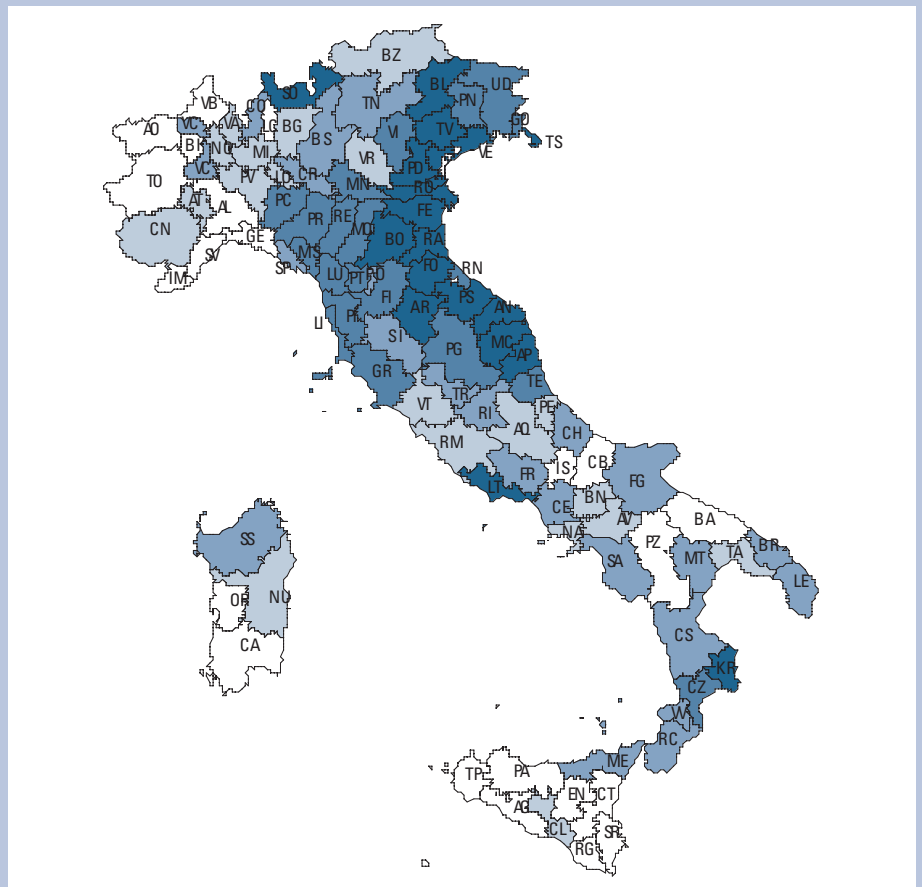 BZ
BL
UD
SO
TN
PN
VB
CO
GO
AO
VC
VA
LC
BG
BS
VI
TV
TS
BI
NO
MI
VR
VE
TO
VC
PV
LO
CR
MN
PD
RO
AT
AL
PC
PR
RE
MO
FE
CN
GE
BO
RA
SV
MS
SP
LU
PT
PO
FO
RN
IM
FI
AR
PS
AN
LI
PI
SI
PG
MC
AP
GR
TR
TE
VT
RI
PE
RM
AQ
CH
FR
IS
CB
LT
FG
CE
BN
NA
AV
BA
SS
SA
PZ
MT
TA
BR
LE
OR
NU
CA
CS
KR
CZ
VV
RC
ME
TP
PA
AG
EN
CT
CL
SR
RG